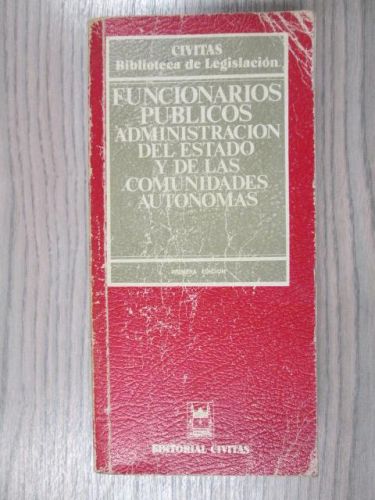 CIVITAS
Biblioteca de Legislación
FUNCIONARIOS
PUBLICOS
ADMINISTRACION
DEL ESTADO
Y DE LAS
COMUNIDADES
AUTONOMAS
PRIMERA EDICION
EDITORIAL CIVITAS